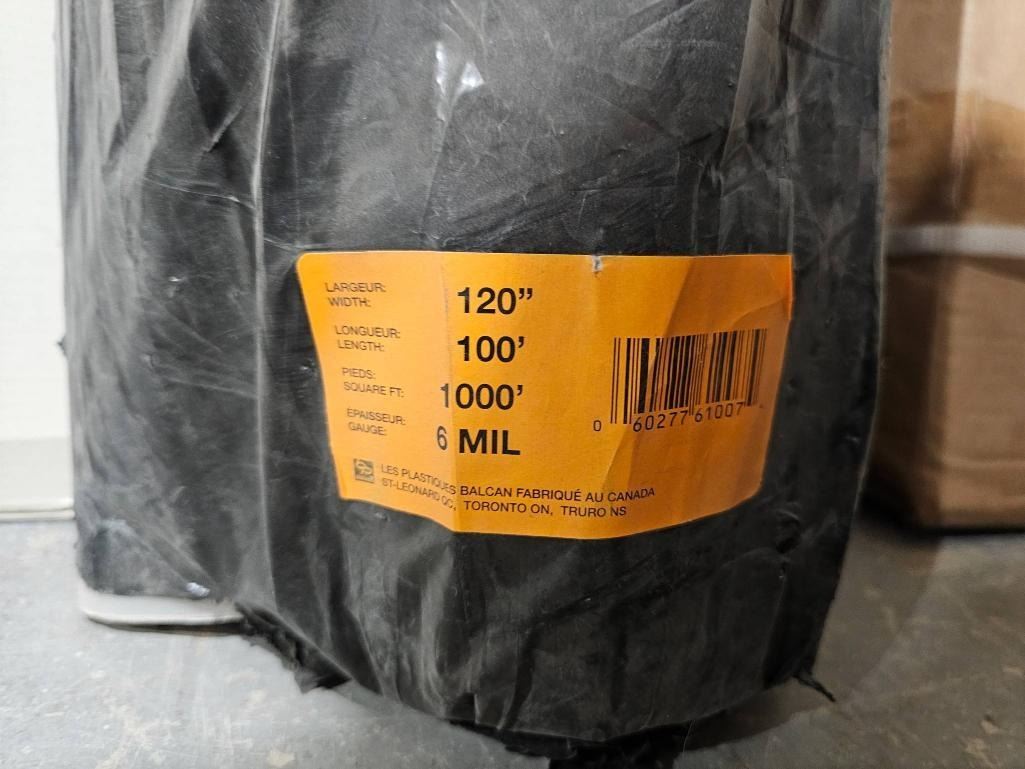 LARGEUR:
WIDTH: 120”
LONGUEUR:
LENGTH: 100’
PIEDS:
SQUARE FT: 1000’
ÉPAISSEUR:
GAUGE: 6 MIL
0 60277 61007
LES PLASTIQUES BALCAN FABRIQUÉ AU CANADA
ST-LEONARD QC, TORONTO ON, TRURO NS